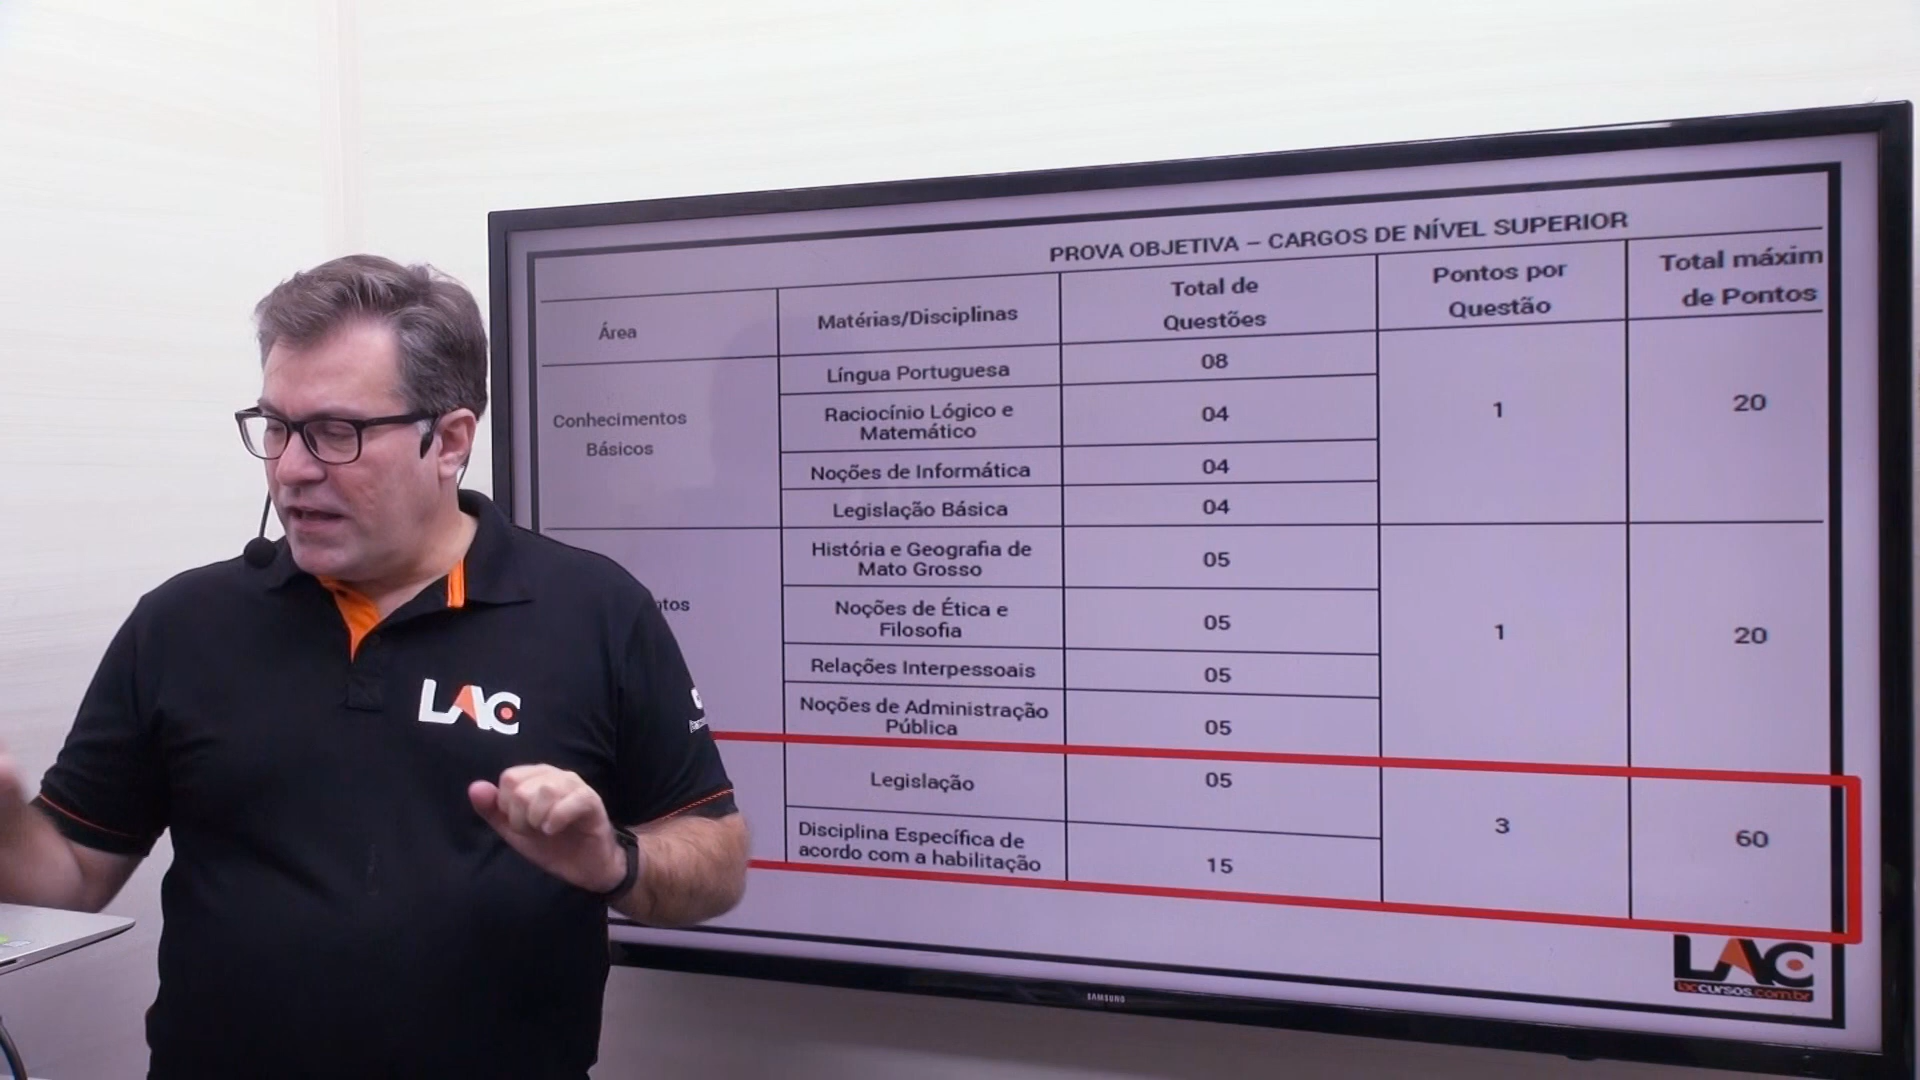 PROVA OBJETIVA – CARGOS DE NÍVEL SUPERIOR
Área
Matérias/Disciplinas
Total de
Questões
Pontos por
Questão
Total máxim
de Pontos
Conhecimentos
Básicos
Língua Portuguesa
08
Raciocínio Lógico e
Matemático
04
Noções de Informática
04
Legislação Básica
04
1
20
ntos
História e Geografia de
Mato Grosso
05
Noções de Ética e
Filosofia
05
Relações Interpessoais
05
Noções de Administração
Pública
05
1
20
Legislação
05
Disciplina Específica de
acordo com a habilitação
15
3
60
LAC
laccursos.com.br
SAMSUNG
LAC